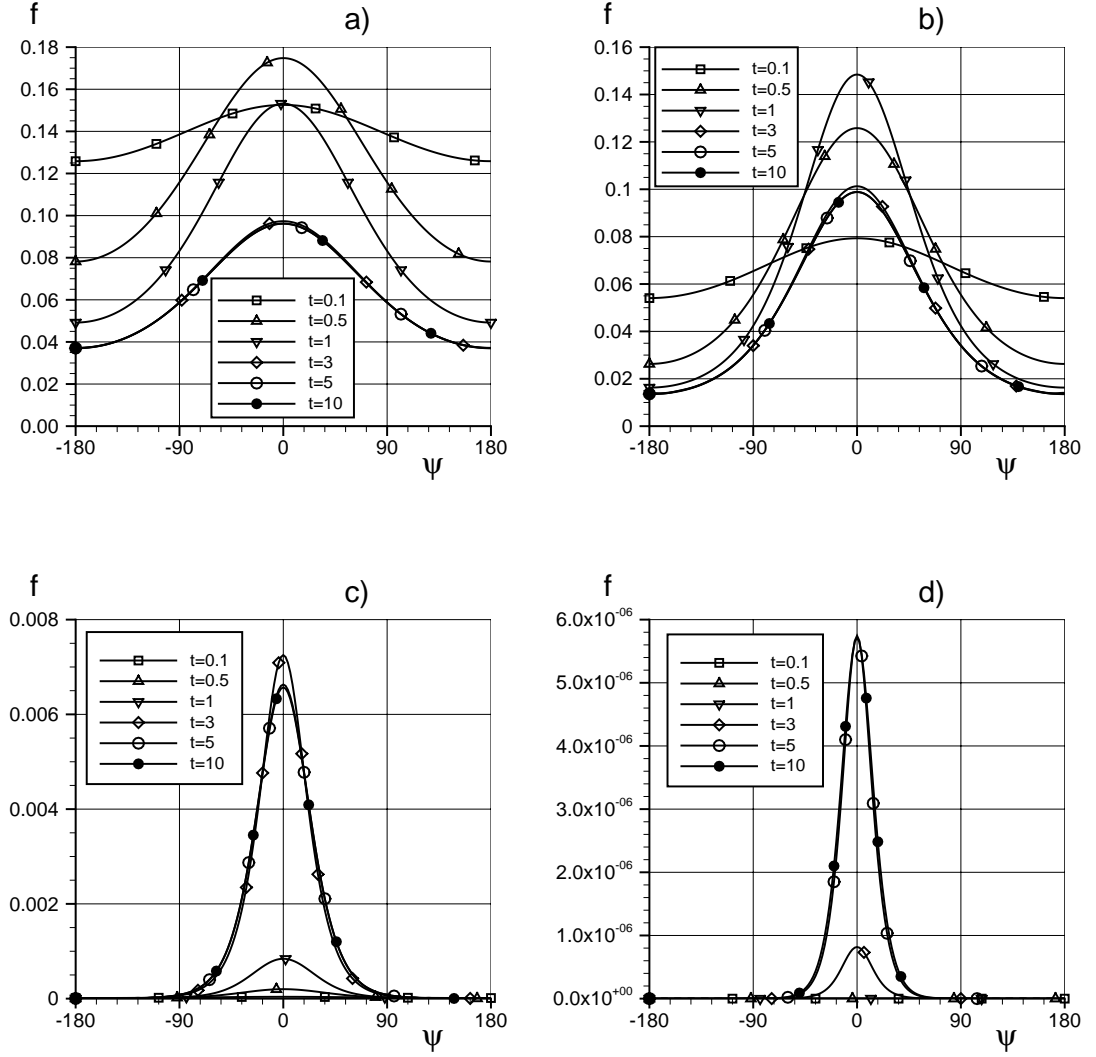 f
a)
0.18
0.16
0.14
0.12
0.10
0.08
0.06
0.04
0.02
0.00
-180
-90
0
90
180
ψ
t=0.1
t=0.5
t=1
t=3
t=5
t=10
f
b)
0.16
0.14
0.12
0.1
0.08
0.06
0.04
0.02
0
-180
-90
0
90
180
ψ
t=0.1
t=0.5
t=1
t=3
t=5
t=10
f
c)
0.008
0.006
0.004
0.002
0
-180
-90
0
90
180
ψ
t=0.1
t=0.5
t=1
t=3
t=5
t=10
f
d)
6.0x10⁻⁰⁶
5.0x10⁻⁰⁶
4.0x10⁻⁰⁶
3.0x10⁻⁰⁶
2.0x10⁻⁰⁶
1.0x10⁻⁰⁶
0.0x10⁺⁰⁰
-180
-90
0
90
180
ψ
t=0.1
t=0.5
t=1
t=3
t=5
t=10